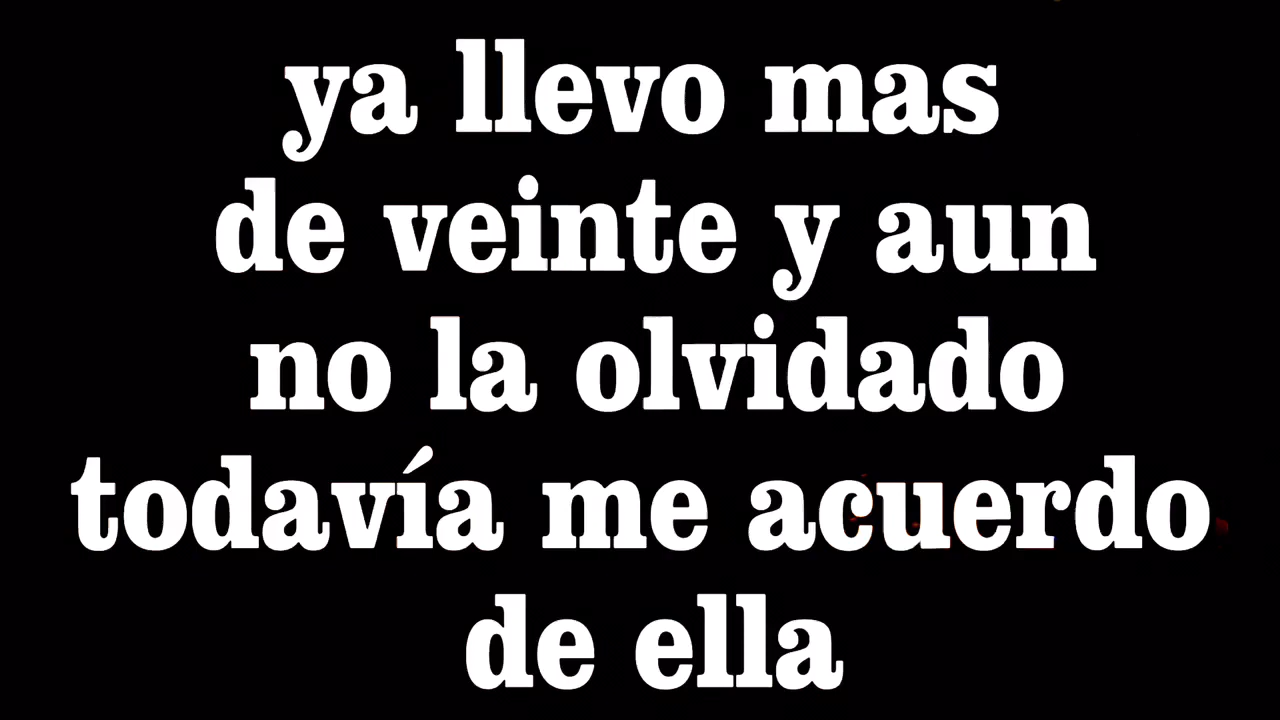 ya llevo mas
de veinte y aun
no la olvidado
todavía me acuerdo
de ella